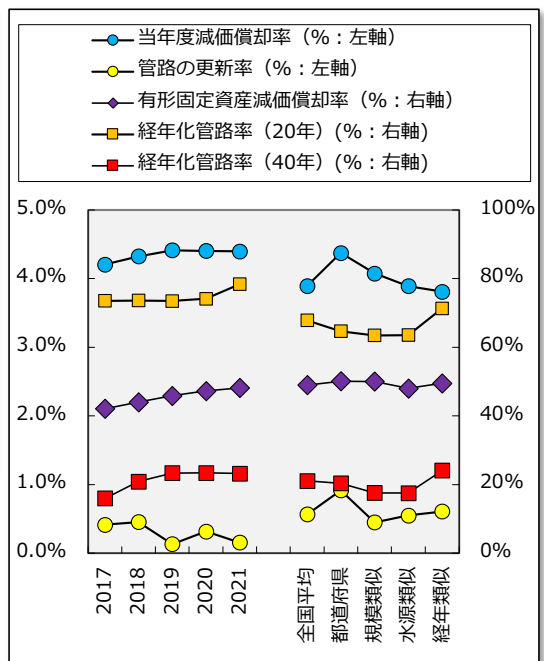 当年度減価償却率（%：左軸）
管路の更新率（%：左軸）
有形固定資産減価償却率（%：右軸）
経年化管路率（20年）(%：右軸)
経年化管路率（40年）(%：右軸)
5.0% 100%
4.0% 80%
3.0% 60%
2.0% 40%
1.0% 20%
0.0% 0%
2017
2018
2019
2020
2021
全国平均
都道府県
規模類似
水源類似
経年類似